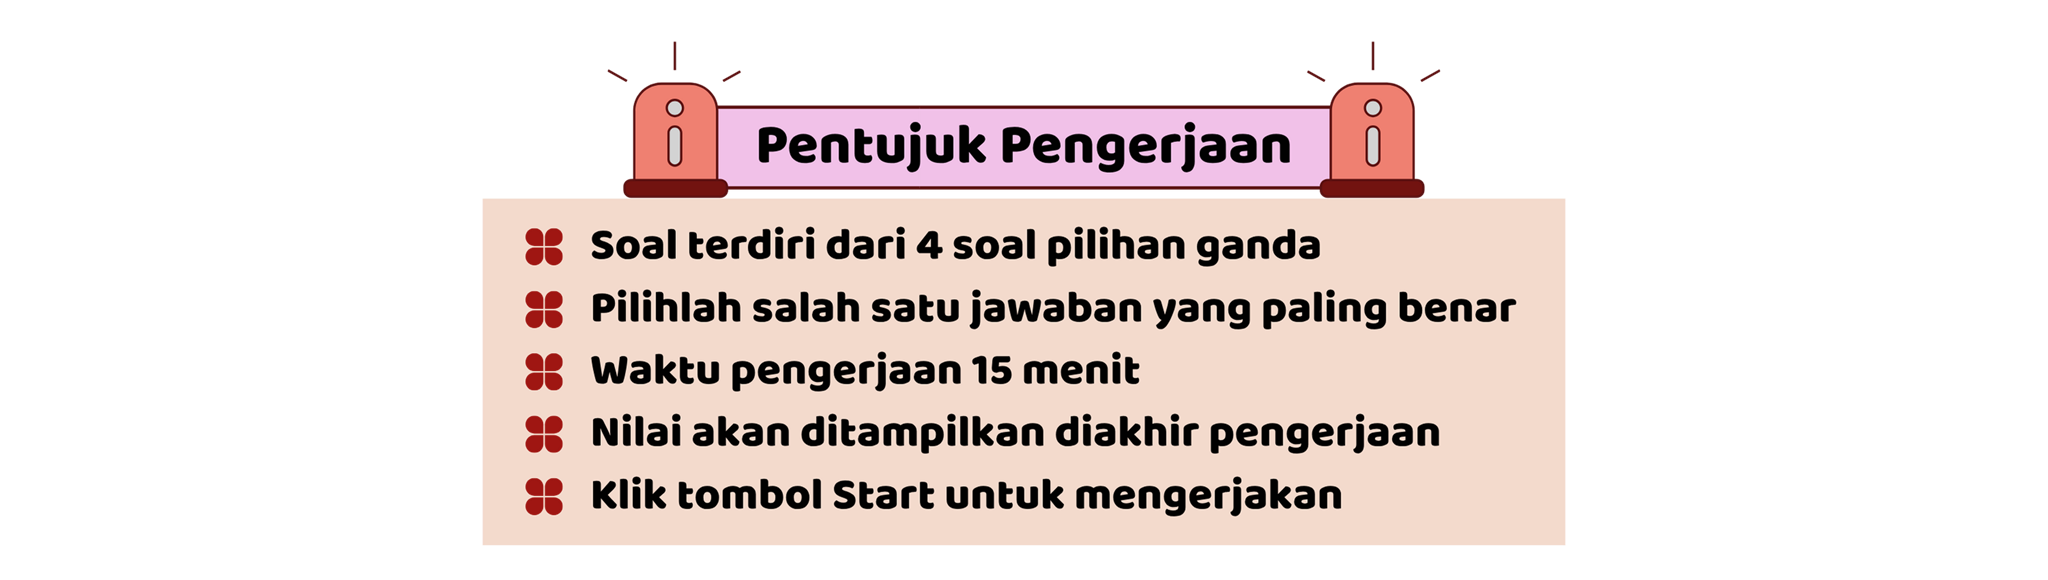 Pentujuk Pengerjaan
Soal terdiri dari 4 soal pilihan ganda
Pilihlah salah satu jawaban yang paling benar
Waktu pengerjaan 15 menit
Nilai akan ditampilkan diakhir pengerjaan
Klik tombol Start untuk mengerjakan